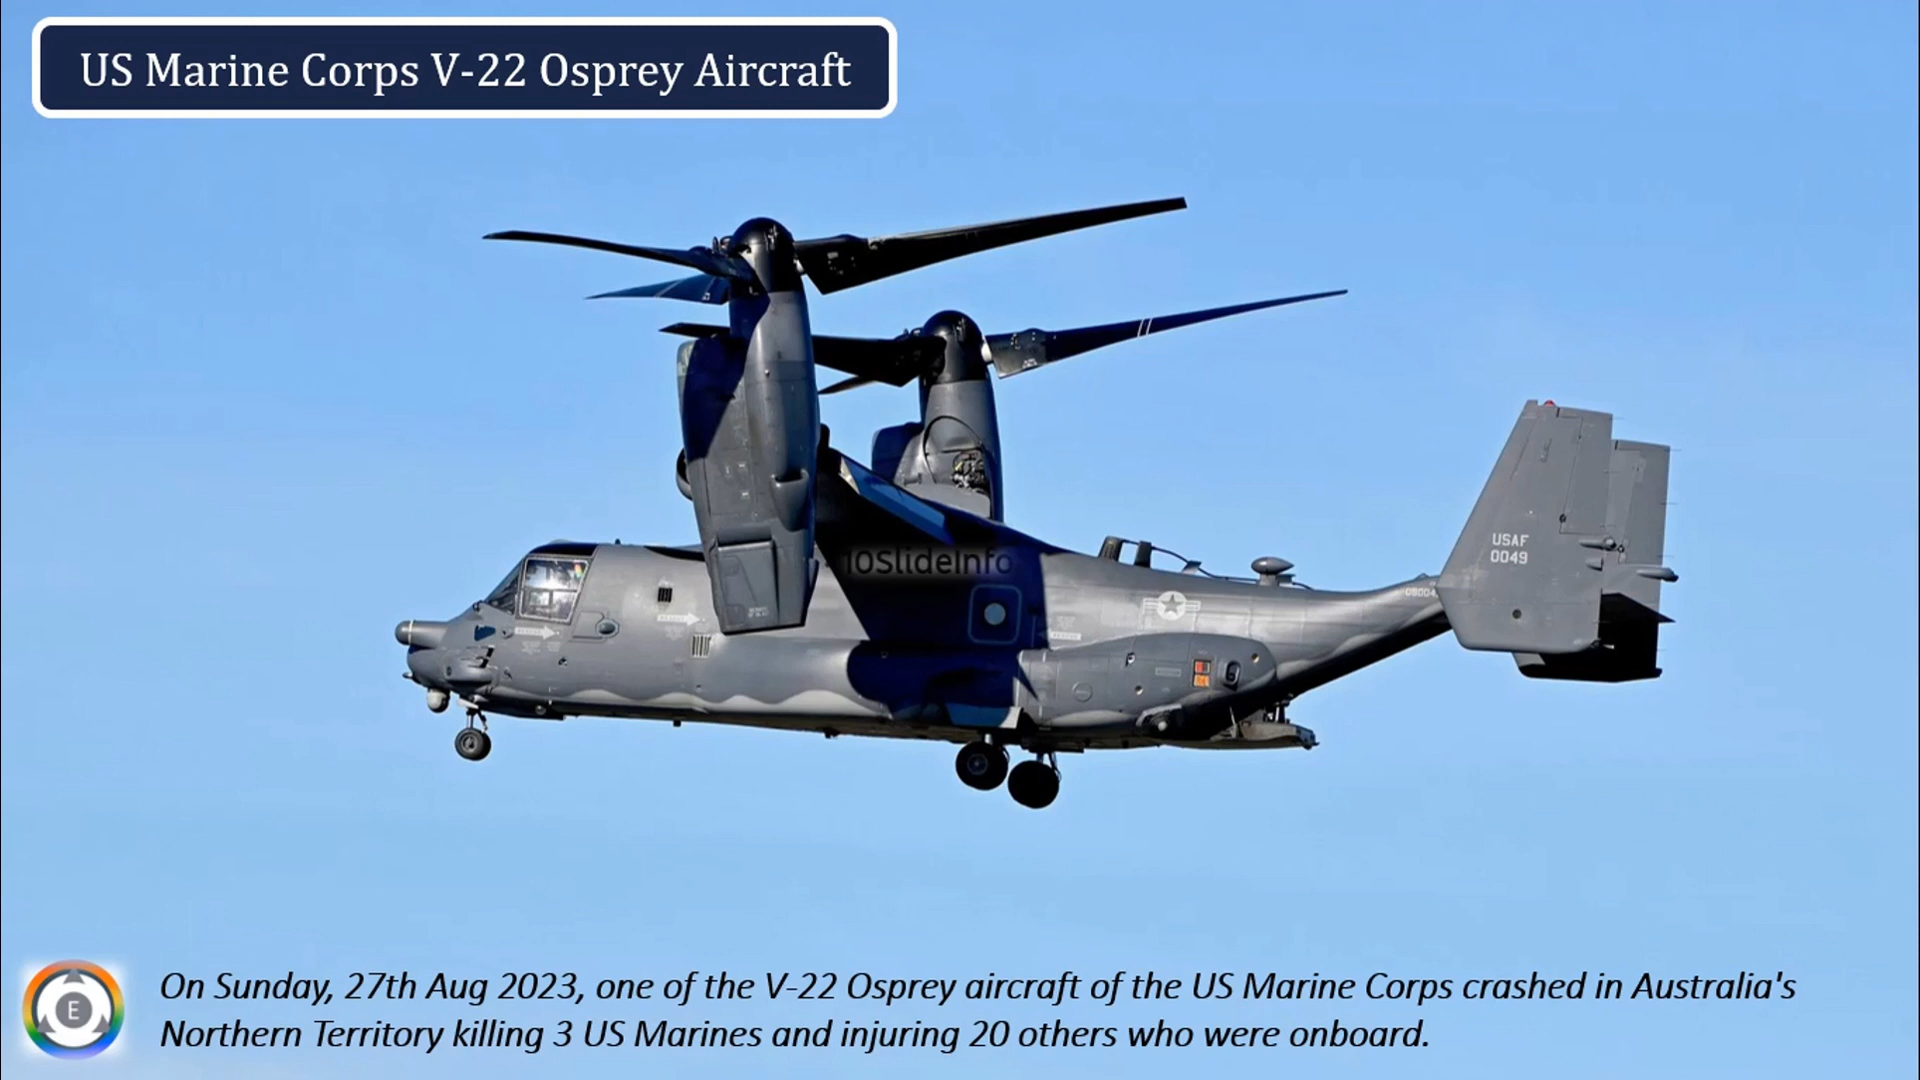 US Marine Corps V-22 Osprey Aircraft
10SlideInfo
USAF
0049
On Sunday, 27th Aug 2023, one of the V-22 Osprey aircraft of the US Marine Corps crashed in Australia's
Northern Territory killing 3 US Marines and injuring 20 others who were onboard.
E